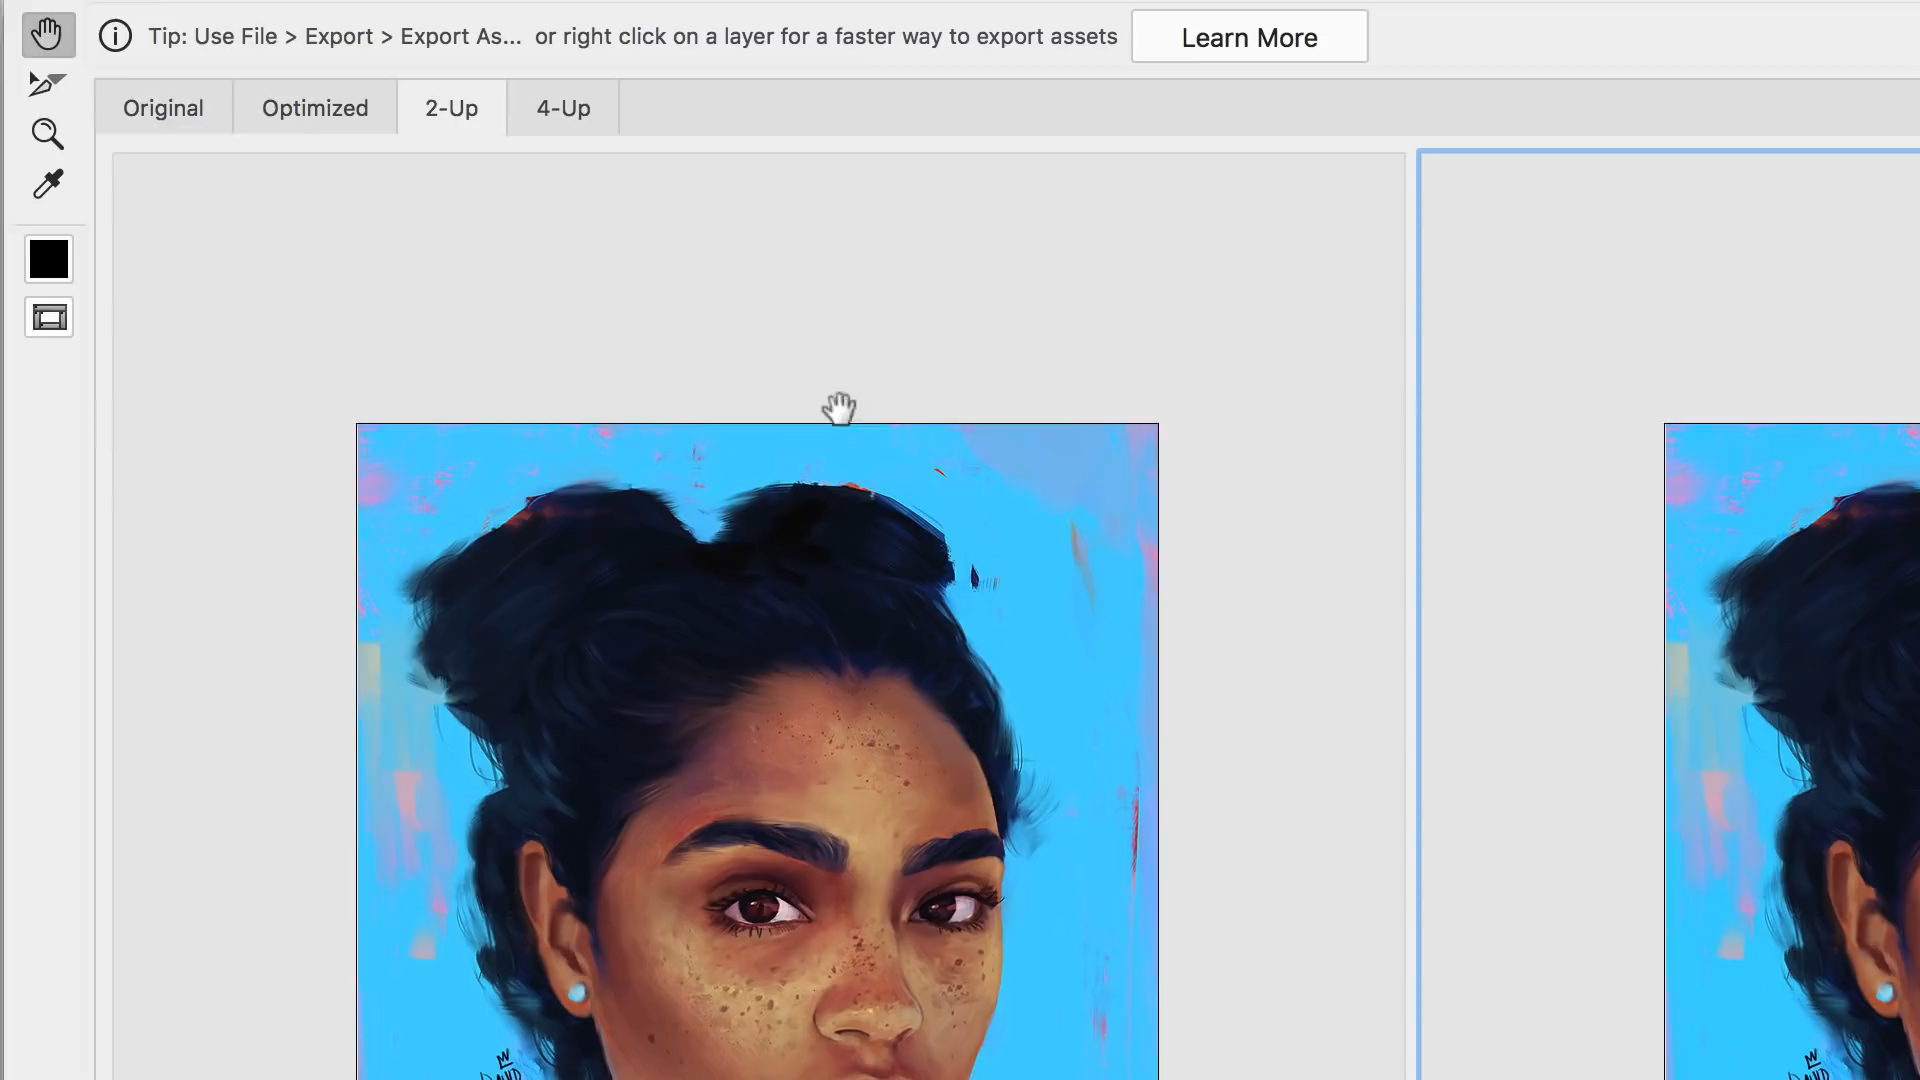 Tip: Use File > Export > Export As... or right click on a layer for a faster way to export assets
Learn More
Original
Optimized
2-Up
4-Up